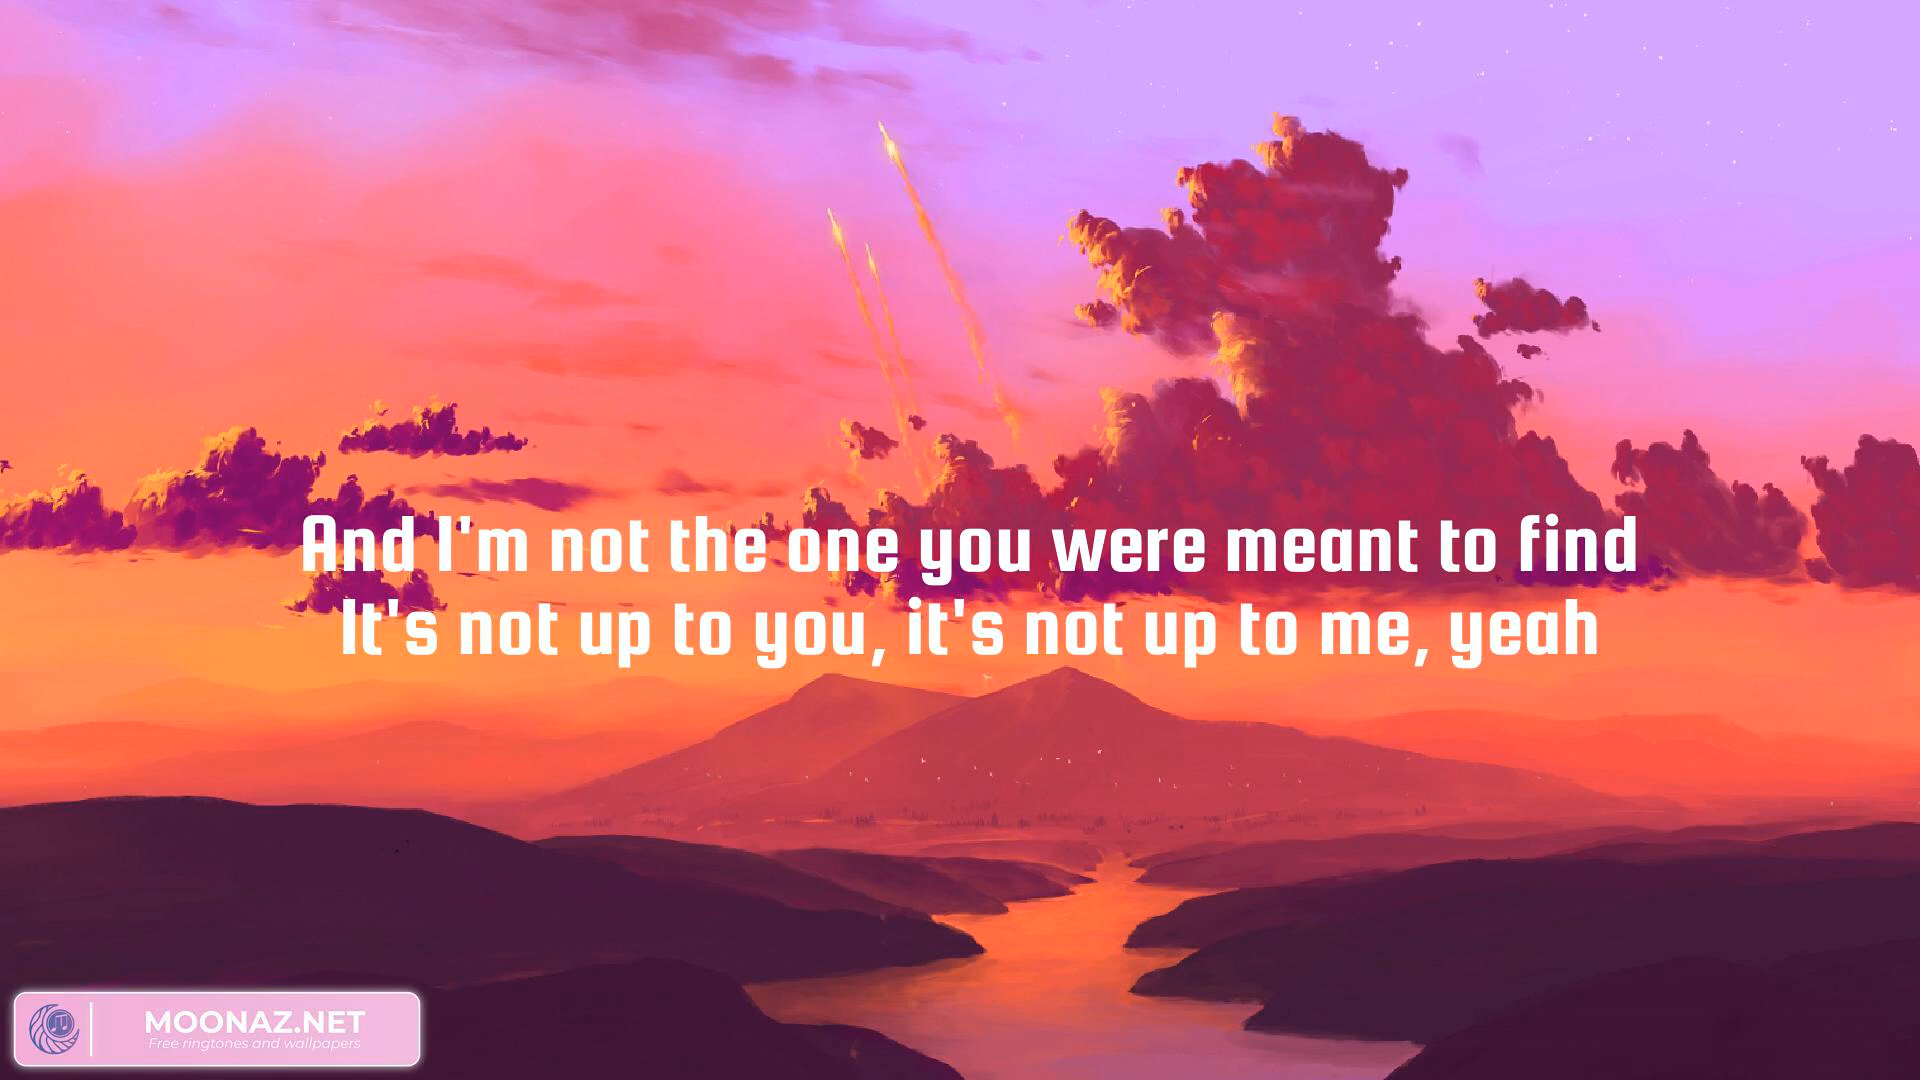 And I'm not the one you were meant to find
It's not up to you, it's not up to me, yeah
MOONAZ.NET
Free ringtones and wallpapers